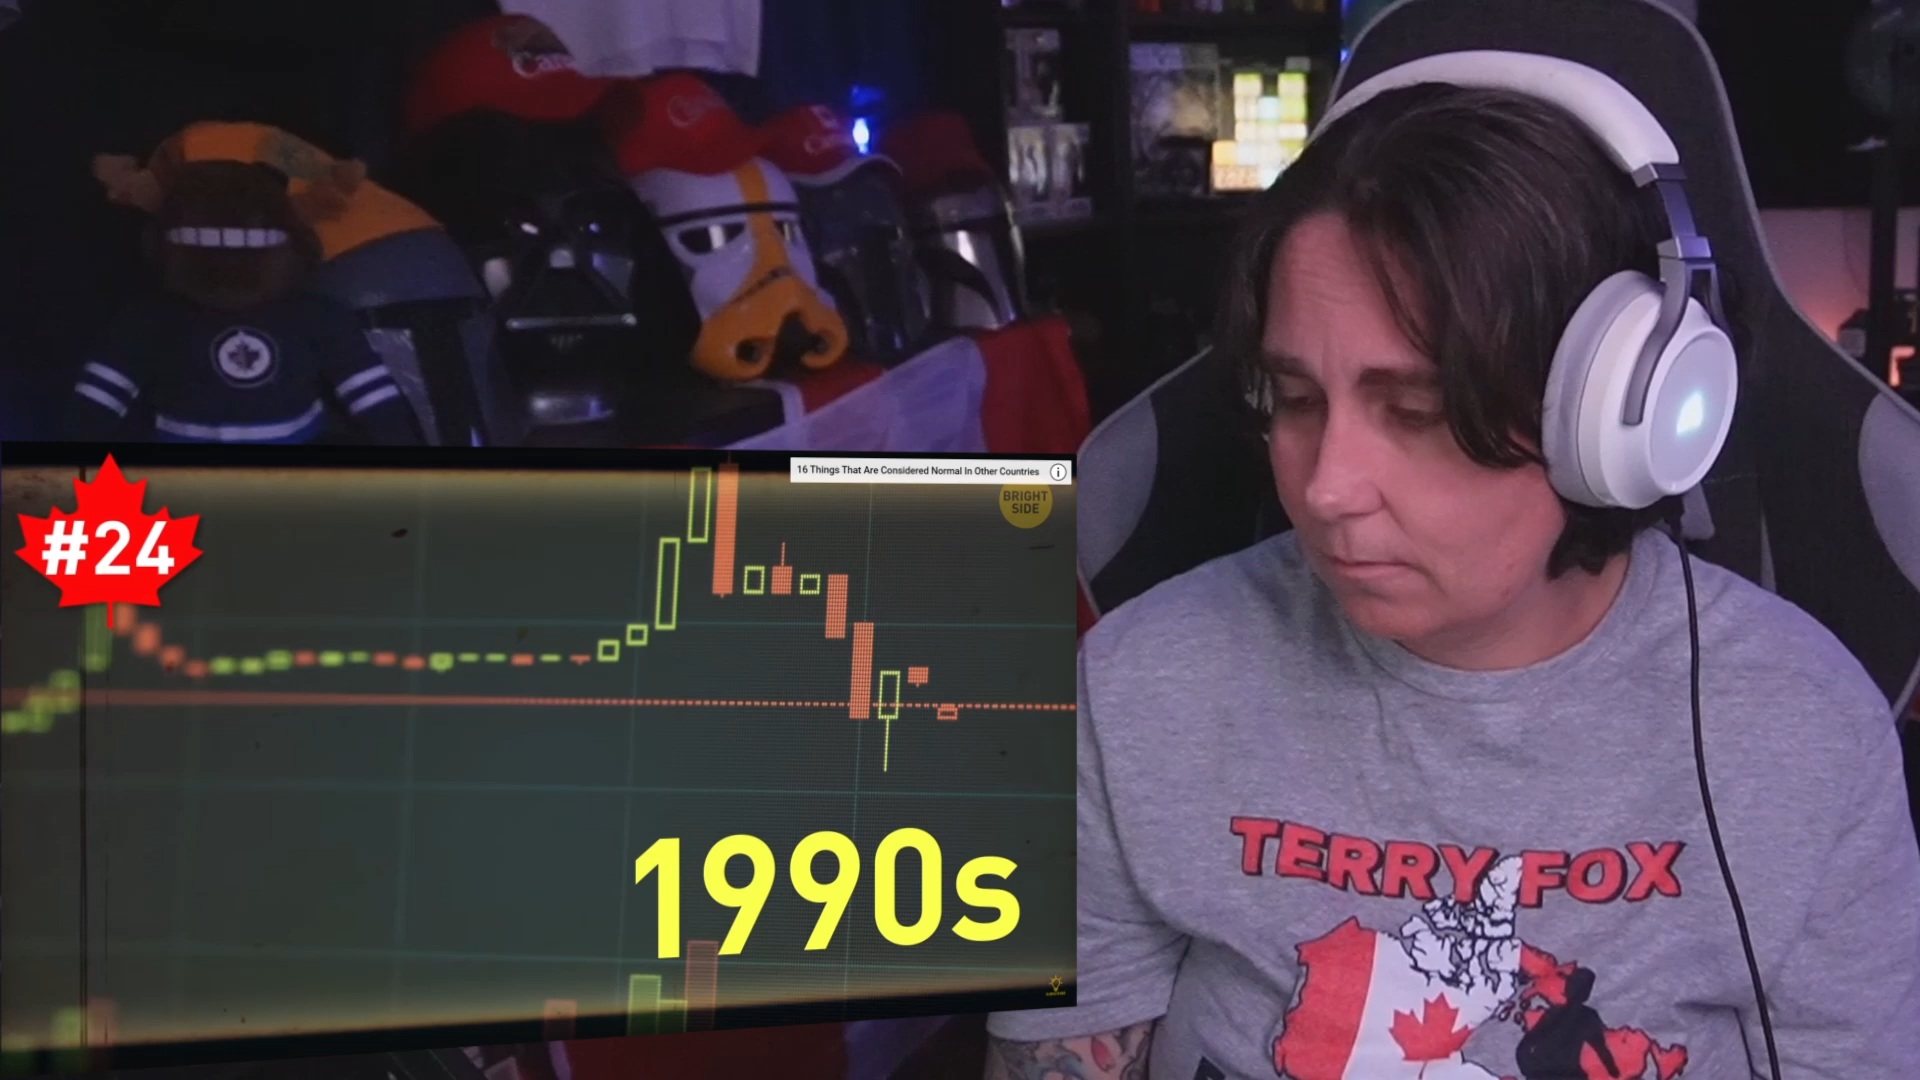 16 Things That Are Considered Normal In Other Countries
BRIGHT
SIDE
#24
1990s
TERRY FOX